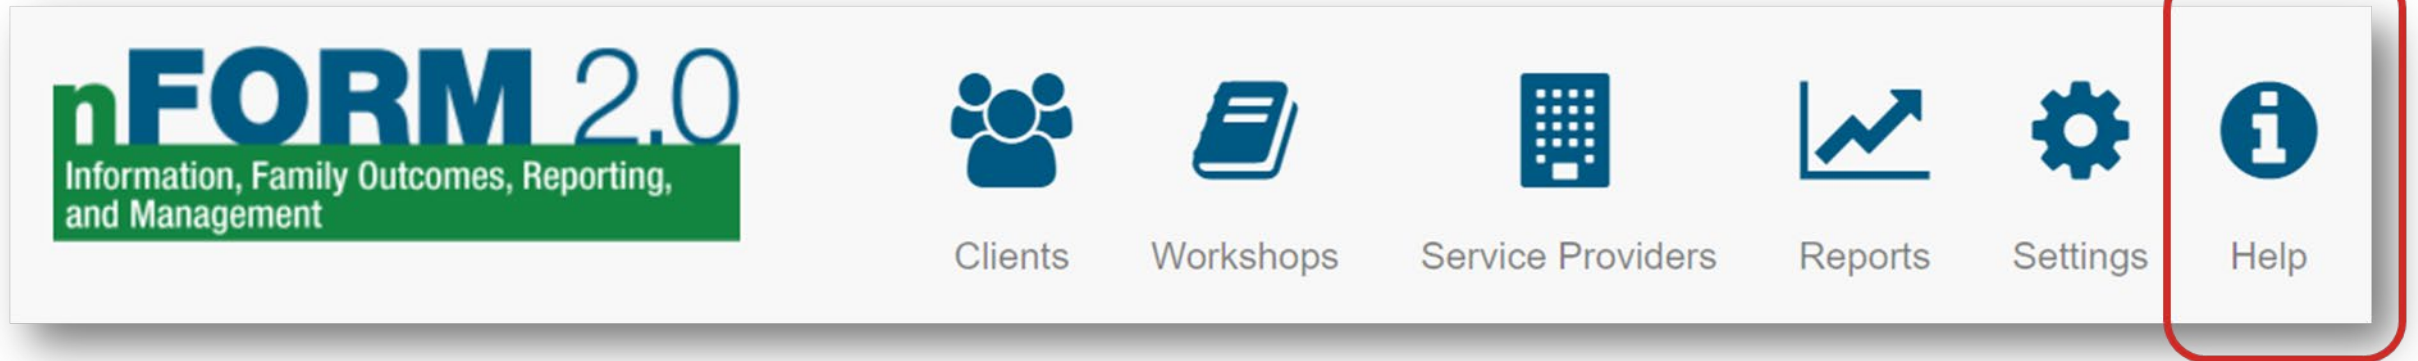 nFORM 2.0
Information, Family Outcomes, Reporting,
and Management
Clients Workshops Service Providers Reports Settings Help